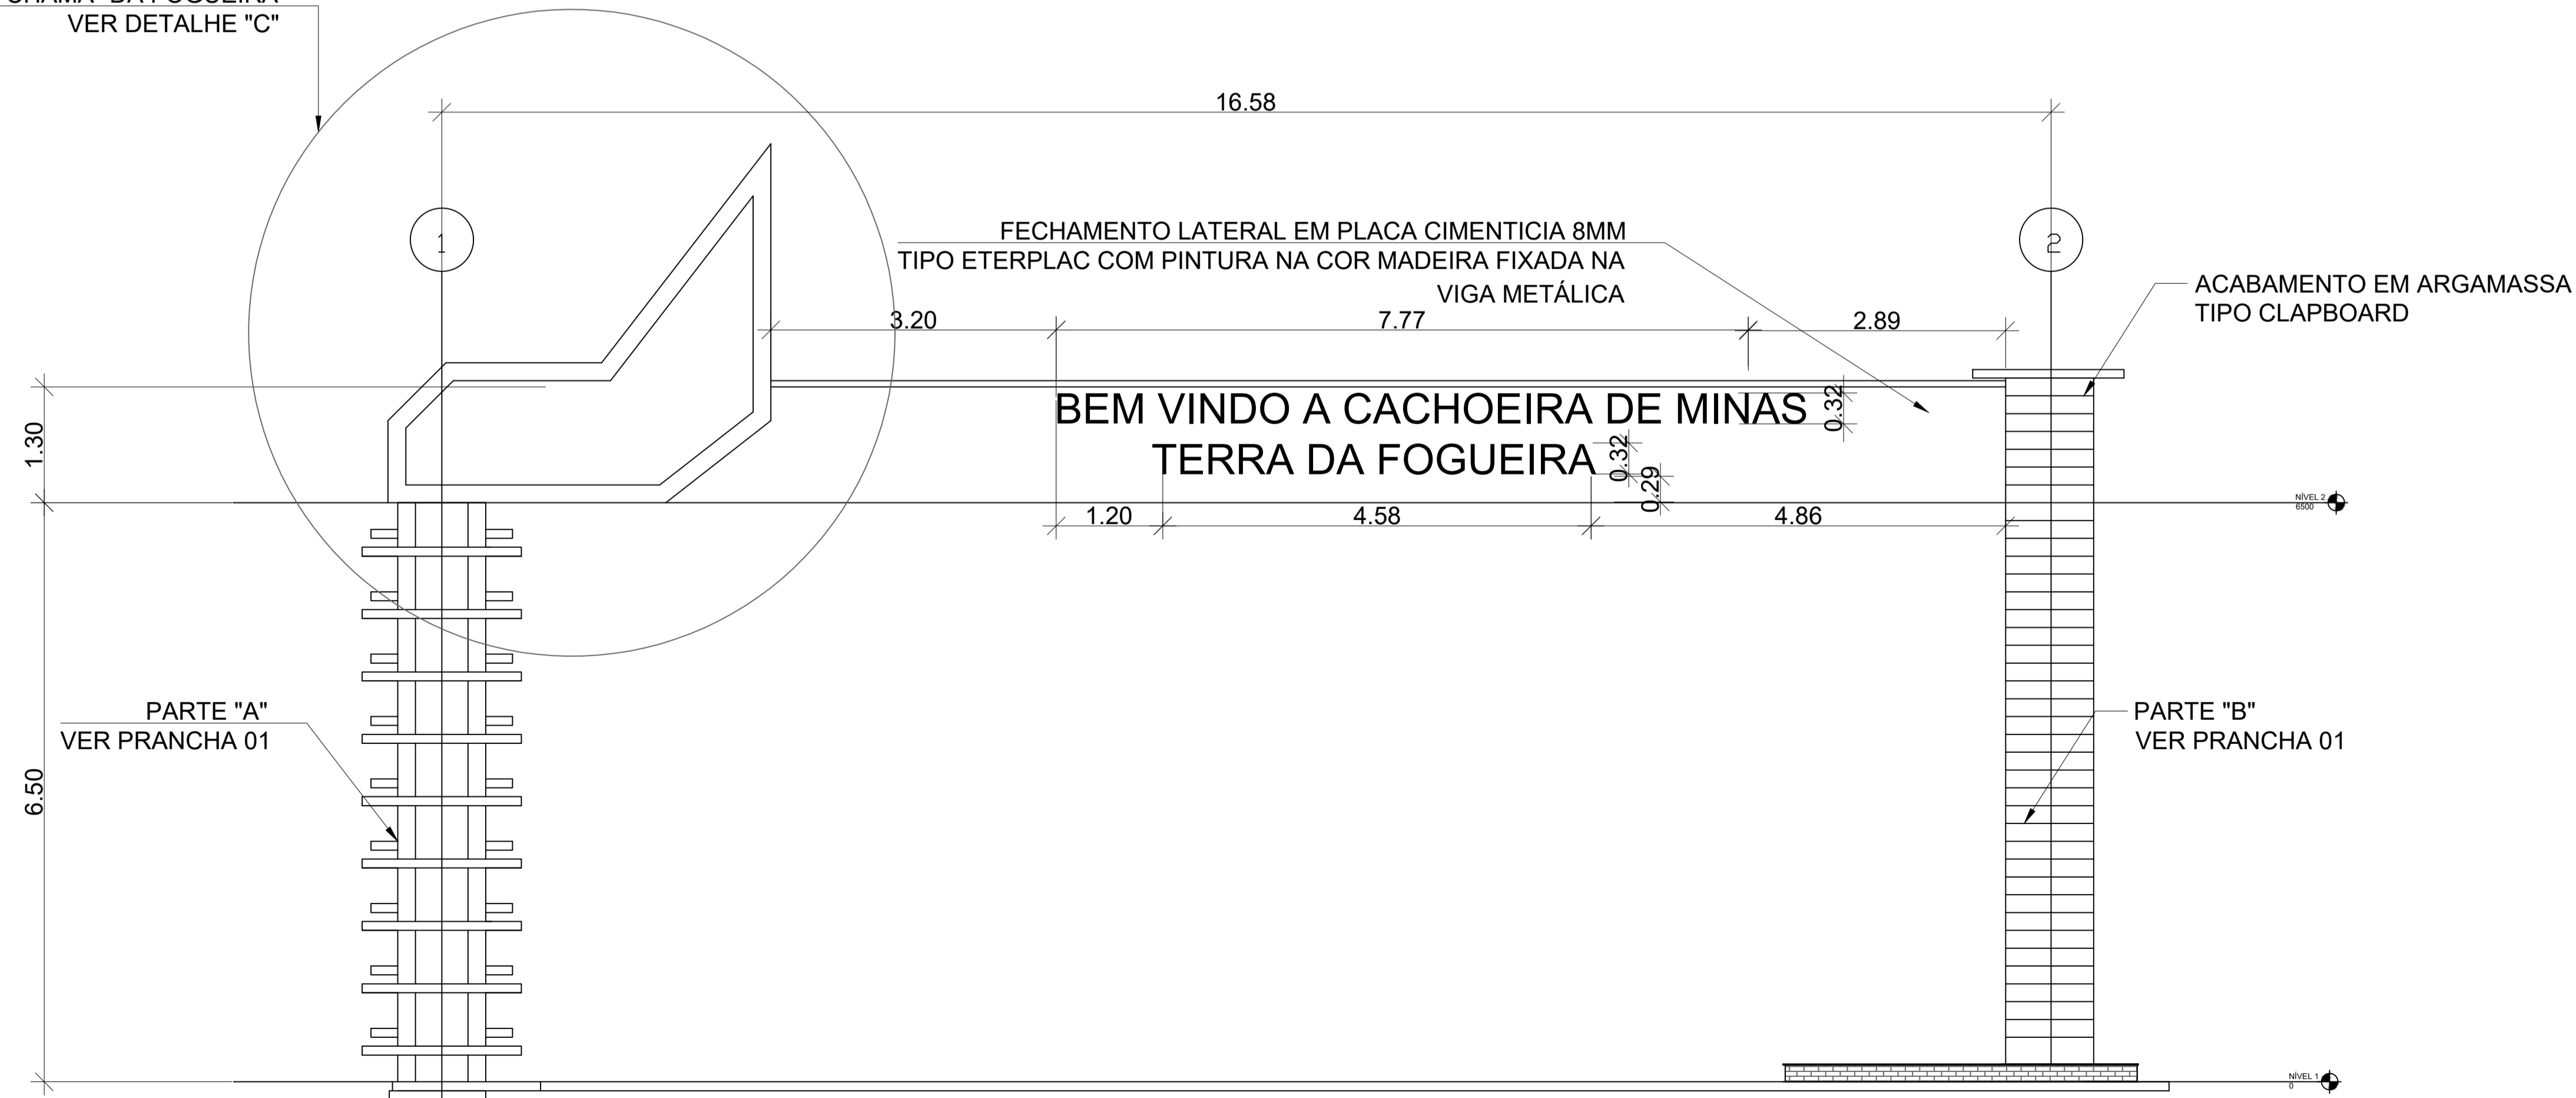 VER DETALHE "C"
16.58
1
2
FECHAMENTO LATERAL EM PLACA CIMENTICIA 8MM
TIPO ETERPLAC COM PINTURA NA COR MADEIRA FIXADA NA
VIGA METÁLICA
ACABAMENTO EM ARGAMASSA
TIPO CLAPBOARD
3.20
7.77
2.89
1.30
BEM VINDO A CACHOEIRA DE MINAS
0.32
TERRA DA FOGUEIRA
0.32
0.29
NÍVEL 2
6500
1.20
4.58
4.86
PARTE "A"
VER PRANCHA 01
PARTE "B"
VER PRANCHA 01
6.50
NÍVEL 1
0